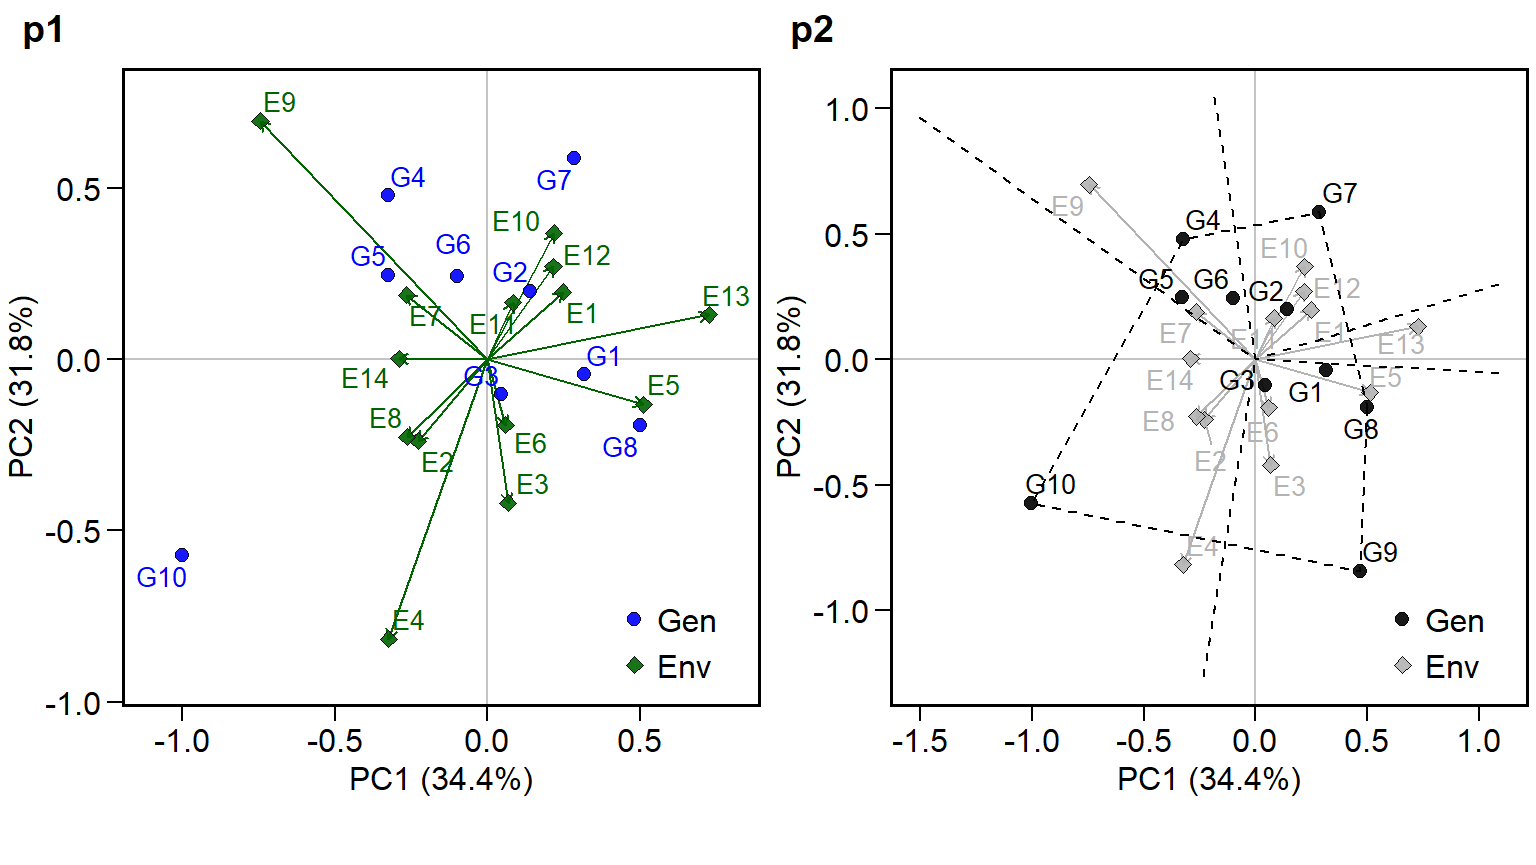 p1
E9
G4
G7
0.5
E10
G6
G5
E12
G2
E13
E7
E11
E1
0.0
G1
G3
E14
E5
E8
E6
G8
E2
E3
-0.5
G10
E4
Gen
Env
-1.0
-1.0 -0.5 0.0 0.5
PC1 (34.4%)
PC2 (31.8%)
p2
1.0
G7
E9
G4
0.5
E10
G5 G6 G2
E12
E7
E11
E1
E13
0.0
E14
G3
G1
E5
E8
E6
G8
E2
-0.5
G10
E3
E4
G9
-1.0
Gen
Env
-1.5 -1.0 -0.5 0.0 0.5 1.0
PC1 (34.4%)
PC2 (31.8%)